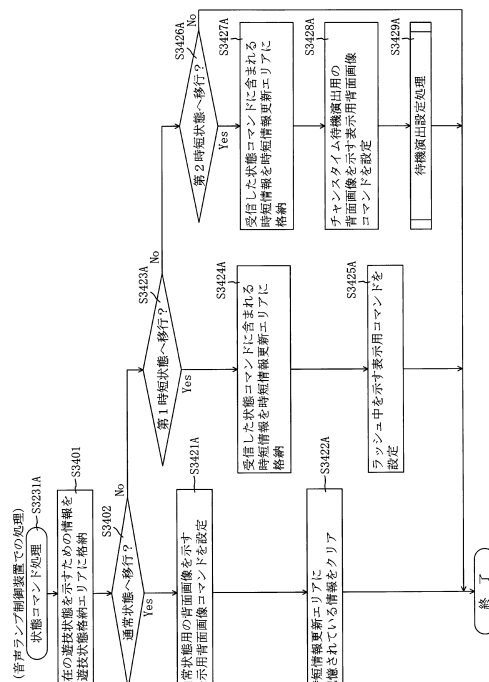 (音声ランプ制御装置での処理)
状態コマンド処理
S3231A
在の遊技状態を示すための情報を
遊技状態格納エリアに格納
S3401
通常状態へ移行？
S3402
No
Yes
常状態用の背面画像を示す
示用背面画像コマンドを設定
S3421A
短情報更新エリアに
憶されている情報をクリア
S3422A
第1時短状態へ移行？
S3423A
No
Yes
受信した状態コマンドに含まれる
時短情報を時短情報更新エリアに
格納
S3424A
ラッシュ中を示す表示用コマンドを
設定
S3425A
第2時短状態へ移行？
S3426A
No
Yes
受信した状態コマンドに含まれる
時短情報を時短情報更新エリアに
格納
S3427A
チャンスタイム待機演出用の
背面画像を示す表示用背面画像
コマンドを設定
S3428A
待機演出設定処理
S3429A
終了